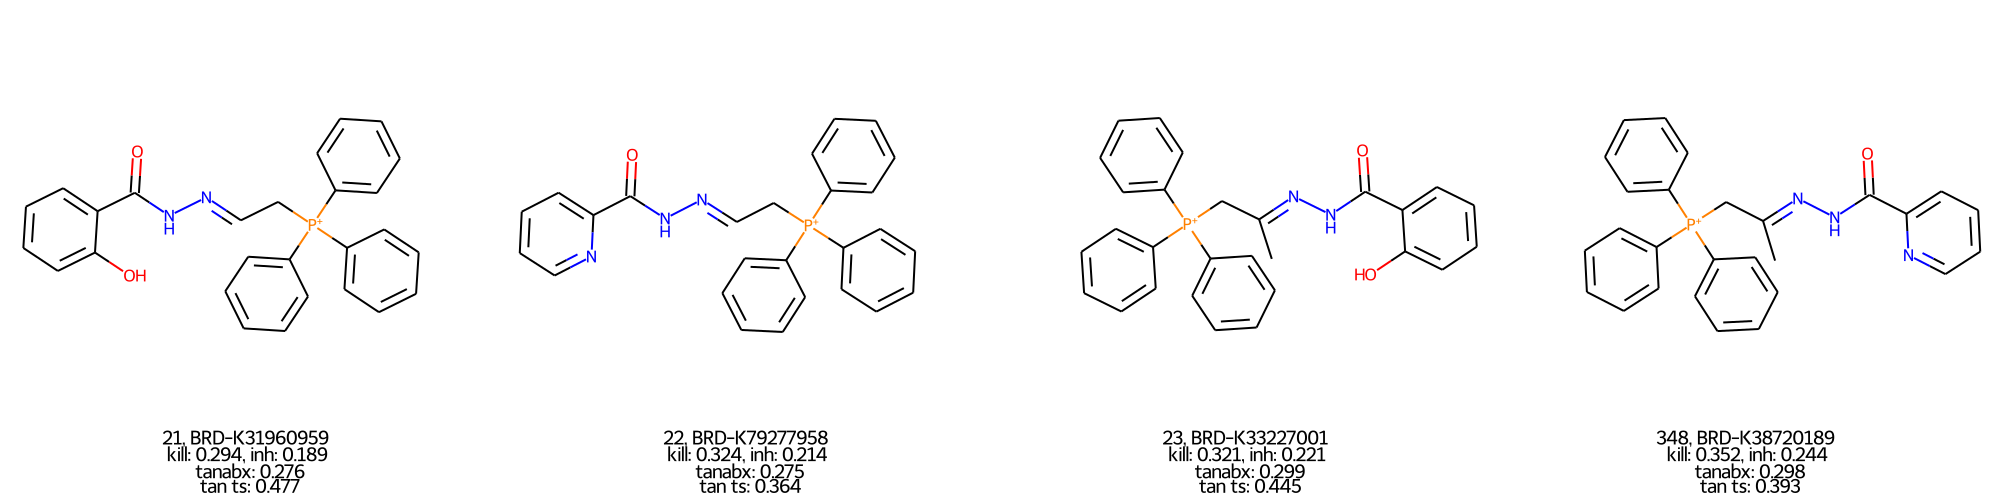 O
N
N
H
OH
P+
O
N
N
H
N
P+
P+
N
N
H
O
HO
P+
N
N
H
O
N
21, BRD-K31960959
kill: 0.294, inh: 0.189
tanabx: 0.276
tan ts: 0.477
22, BRD-K79277958
kill: 0.324, inh: 0.214
tanabx: 0.275
tan ts: 0.364
23, BRD-K33227001
kill: 0.321, inh: 0.221
tanabx: 0.299
tan ts: 0.445
348, BRD-K38720189
kill: 0.352, inh: 0.244
tanabx: 0.298
tan ts: 0.393